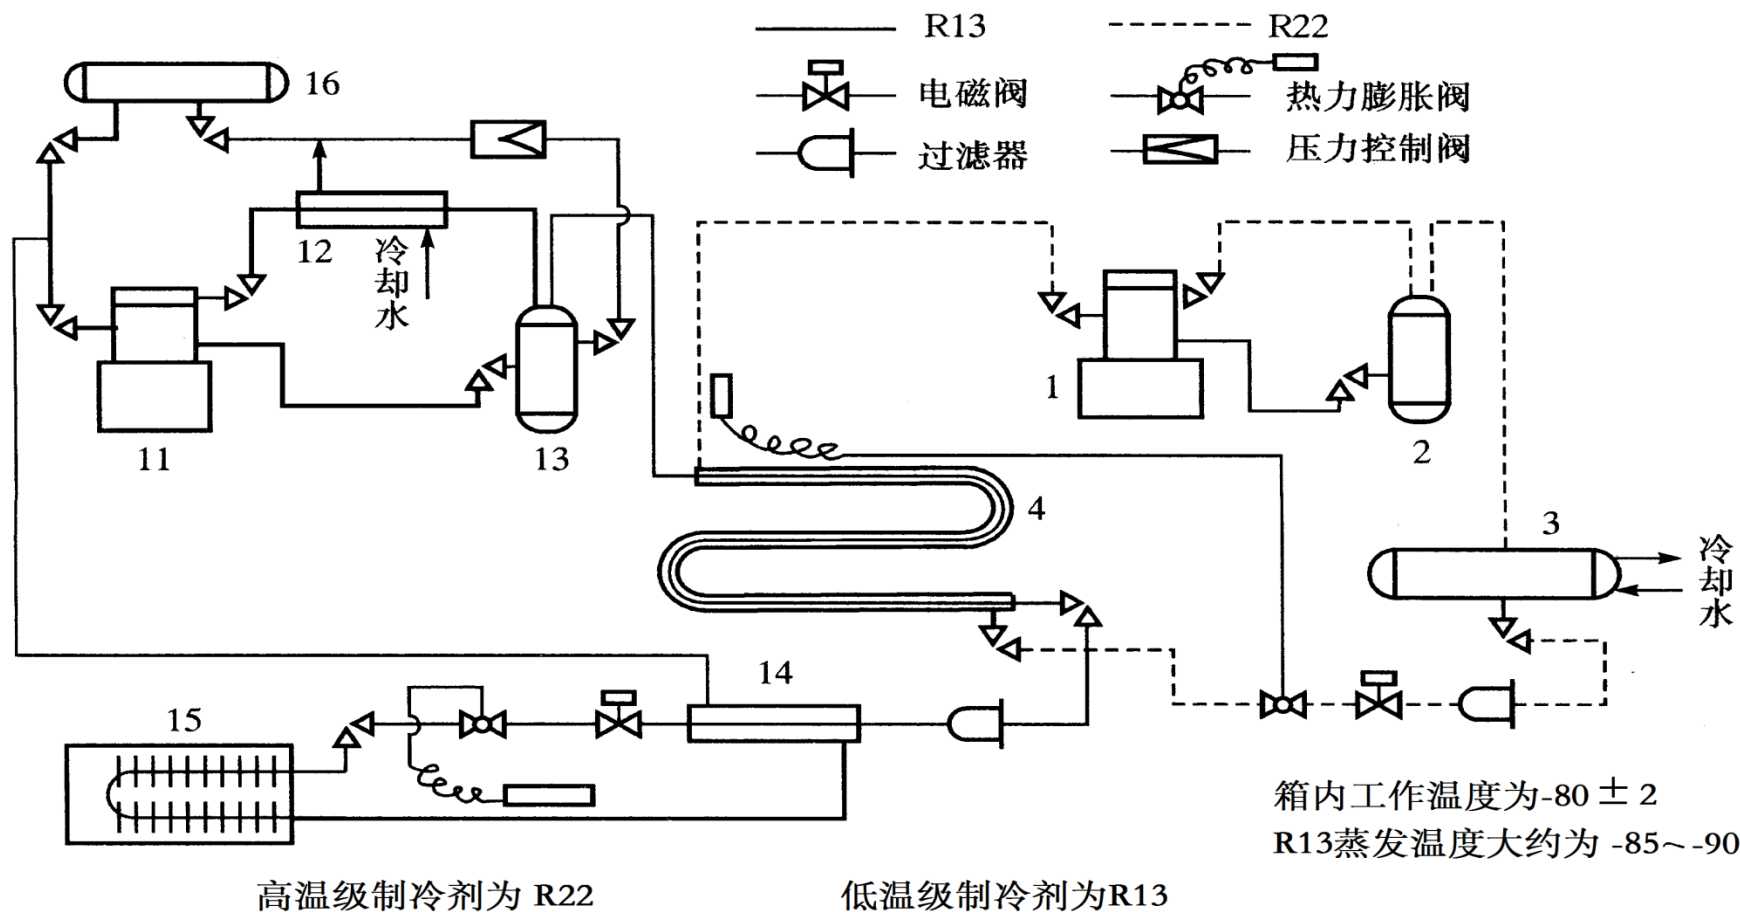 R13
R22
电磁阀
热力膨胀阀
过滤器
压力控制阀
16
12
冷却水
11
13
1
2
3
冷却水
4
14
15
箱内工作温度为-80±2
R13蒸发温度大约为 -85~-90
高温级制冷剂为 R22
低温级制冷剂为R13